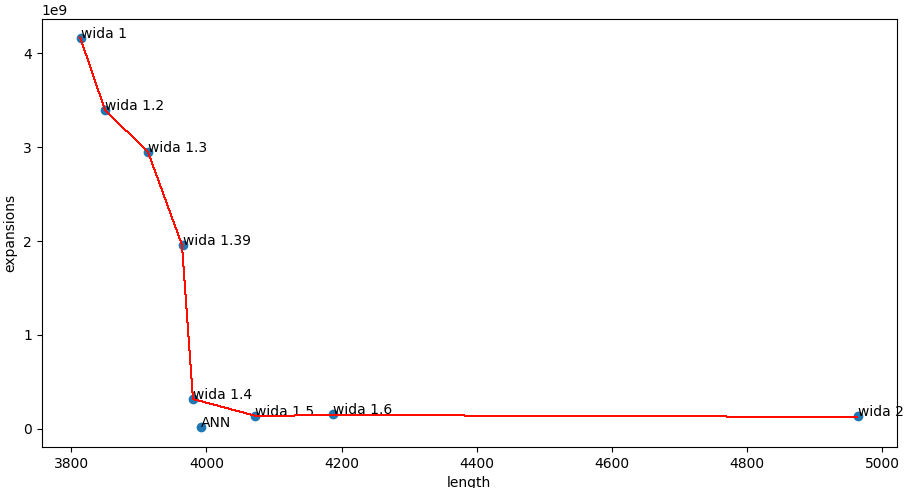 1e9
wida 1
4
wida 1.2
wida 1.3
3
expansions
wida 1.39
2
1
wida 1.4
wida 1.5
wida 1.6
wida 2
ANN
0
3800
4000
4200
4400
4600
4800
5000
length